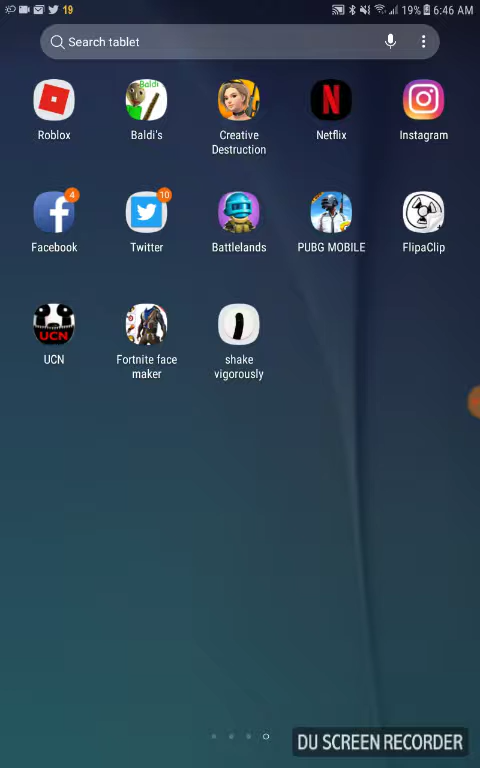 19 19% 6:46 AM
Search tablet
Roblox Baldi's Creative Destruction Netflix Instagram
4 10
Facebook Twitter Battlelands PUBG MOBILE FlipaClip
UCN
UCN Fortnite face maker shake vigorously
DU SCREEN RECORDER